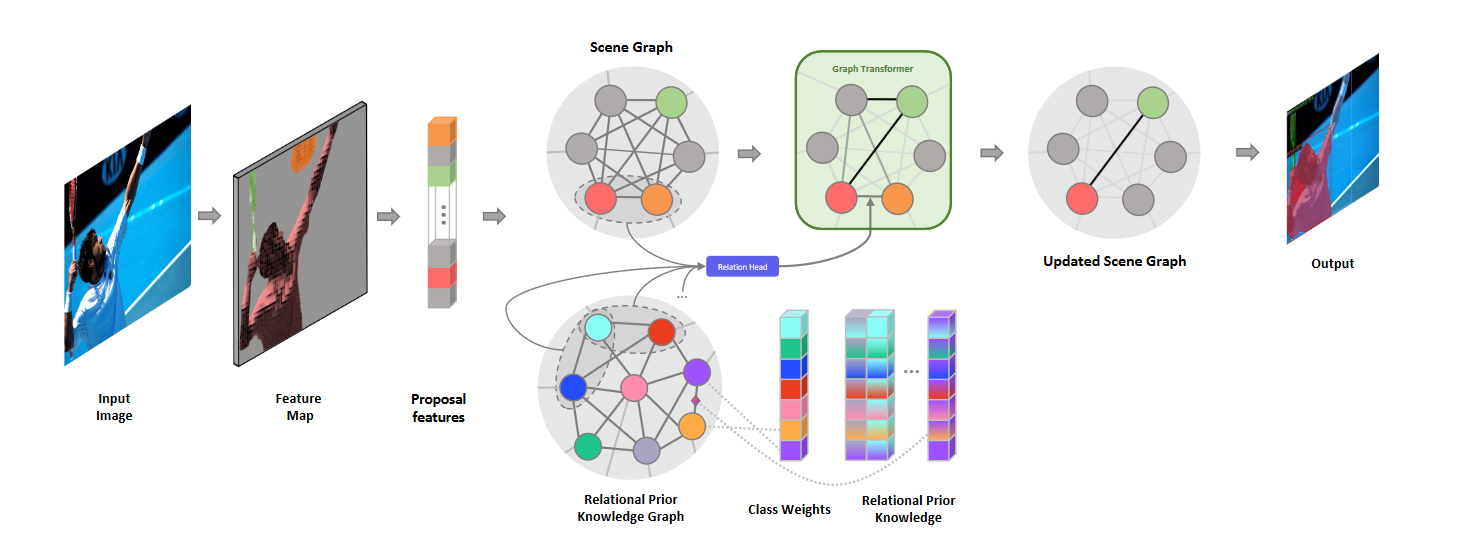 Scene Graph
Graph Transformer
Relation Head
...
Updated Scene Graph
Output
Input
Image
Feature
Map
Proposal
features
...
Relational Prior
Knowledge Graph
Class Weights
Relational Prior
Knowledge